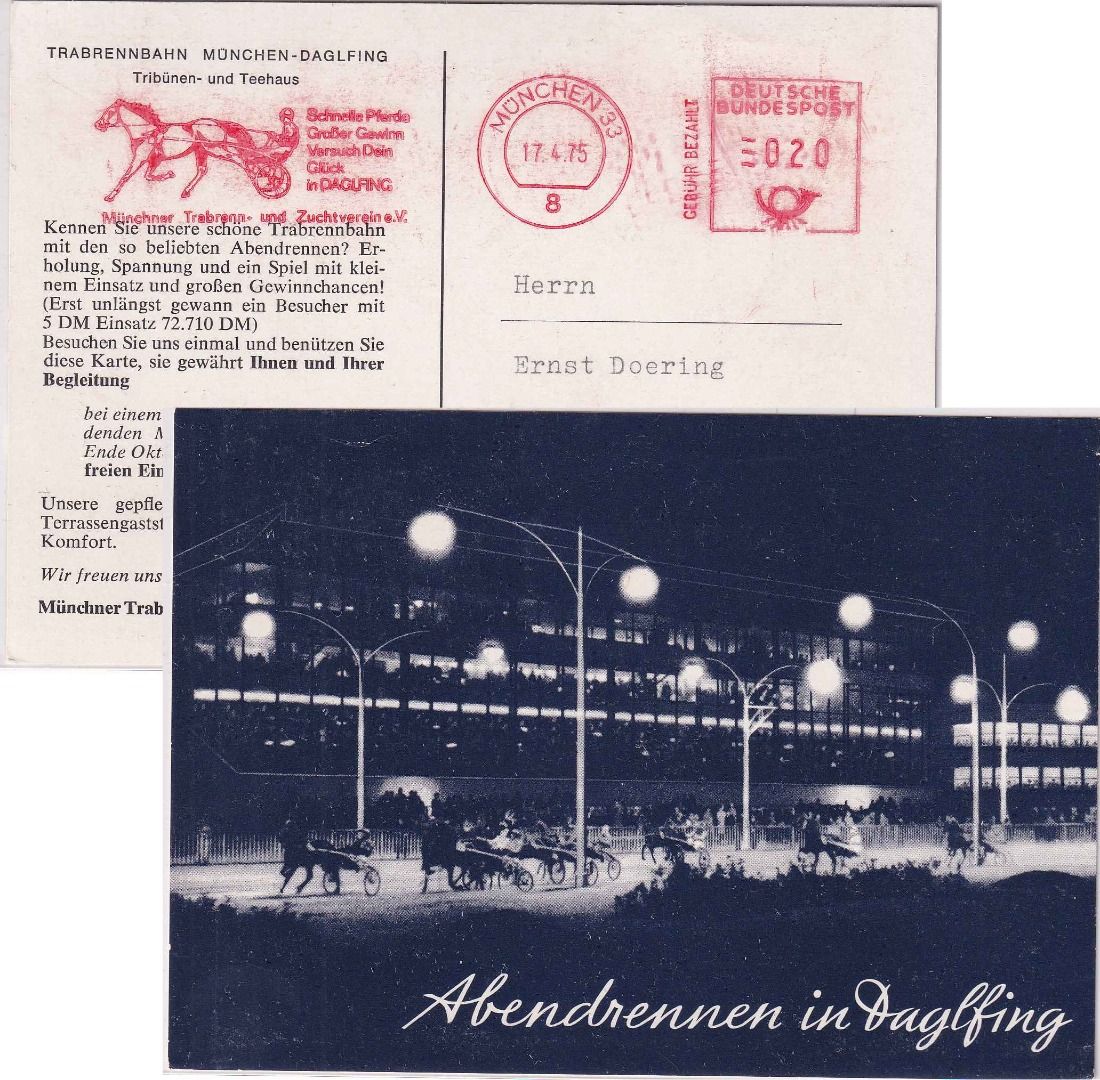 TRABRENNBAHN MÜNCHEN-DAGLFING
Tribünen- und Teehaus
Schnelle Pferde
Großer Gewinn
Versuch Dein
Glück
in DAGLFING
Münchner Trabrenn- und Zuchtverein e.V.
Kennen Sie unsere schöne Trabrennbahn
mit den so beliebten Abendrennen? Er-
holung, Spannung und ein Spiel mit klei-
nem Einsatz und großen Gewinnchancen!
(Erst unlängst gewann ein Besucher mit
5 DM Einsatz 72.710 DM)
Besuchen Sie uns einmal und benützen Sie
diese Karte, sie gewährt Ihnen und Ihrer
Begleitung
bei einem
denden M
Ende Okt
freien Ein
Unsere gepfle
Terrassengastst
Komfort.
Wir freuen uns
Münchner Trab
MÜNCHEN 33
17.4.75
8
GEBÜHR BEZAHLT
DEUTSCHE
BUNDESPOST
020
Herrn
Ernst Doering
Abendrennen in Daglfing